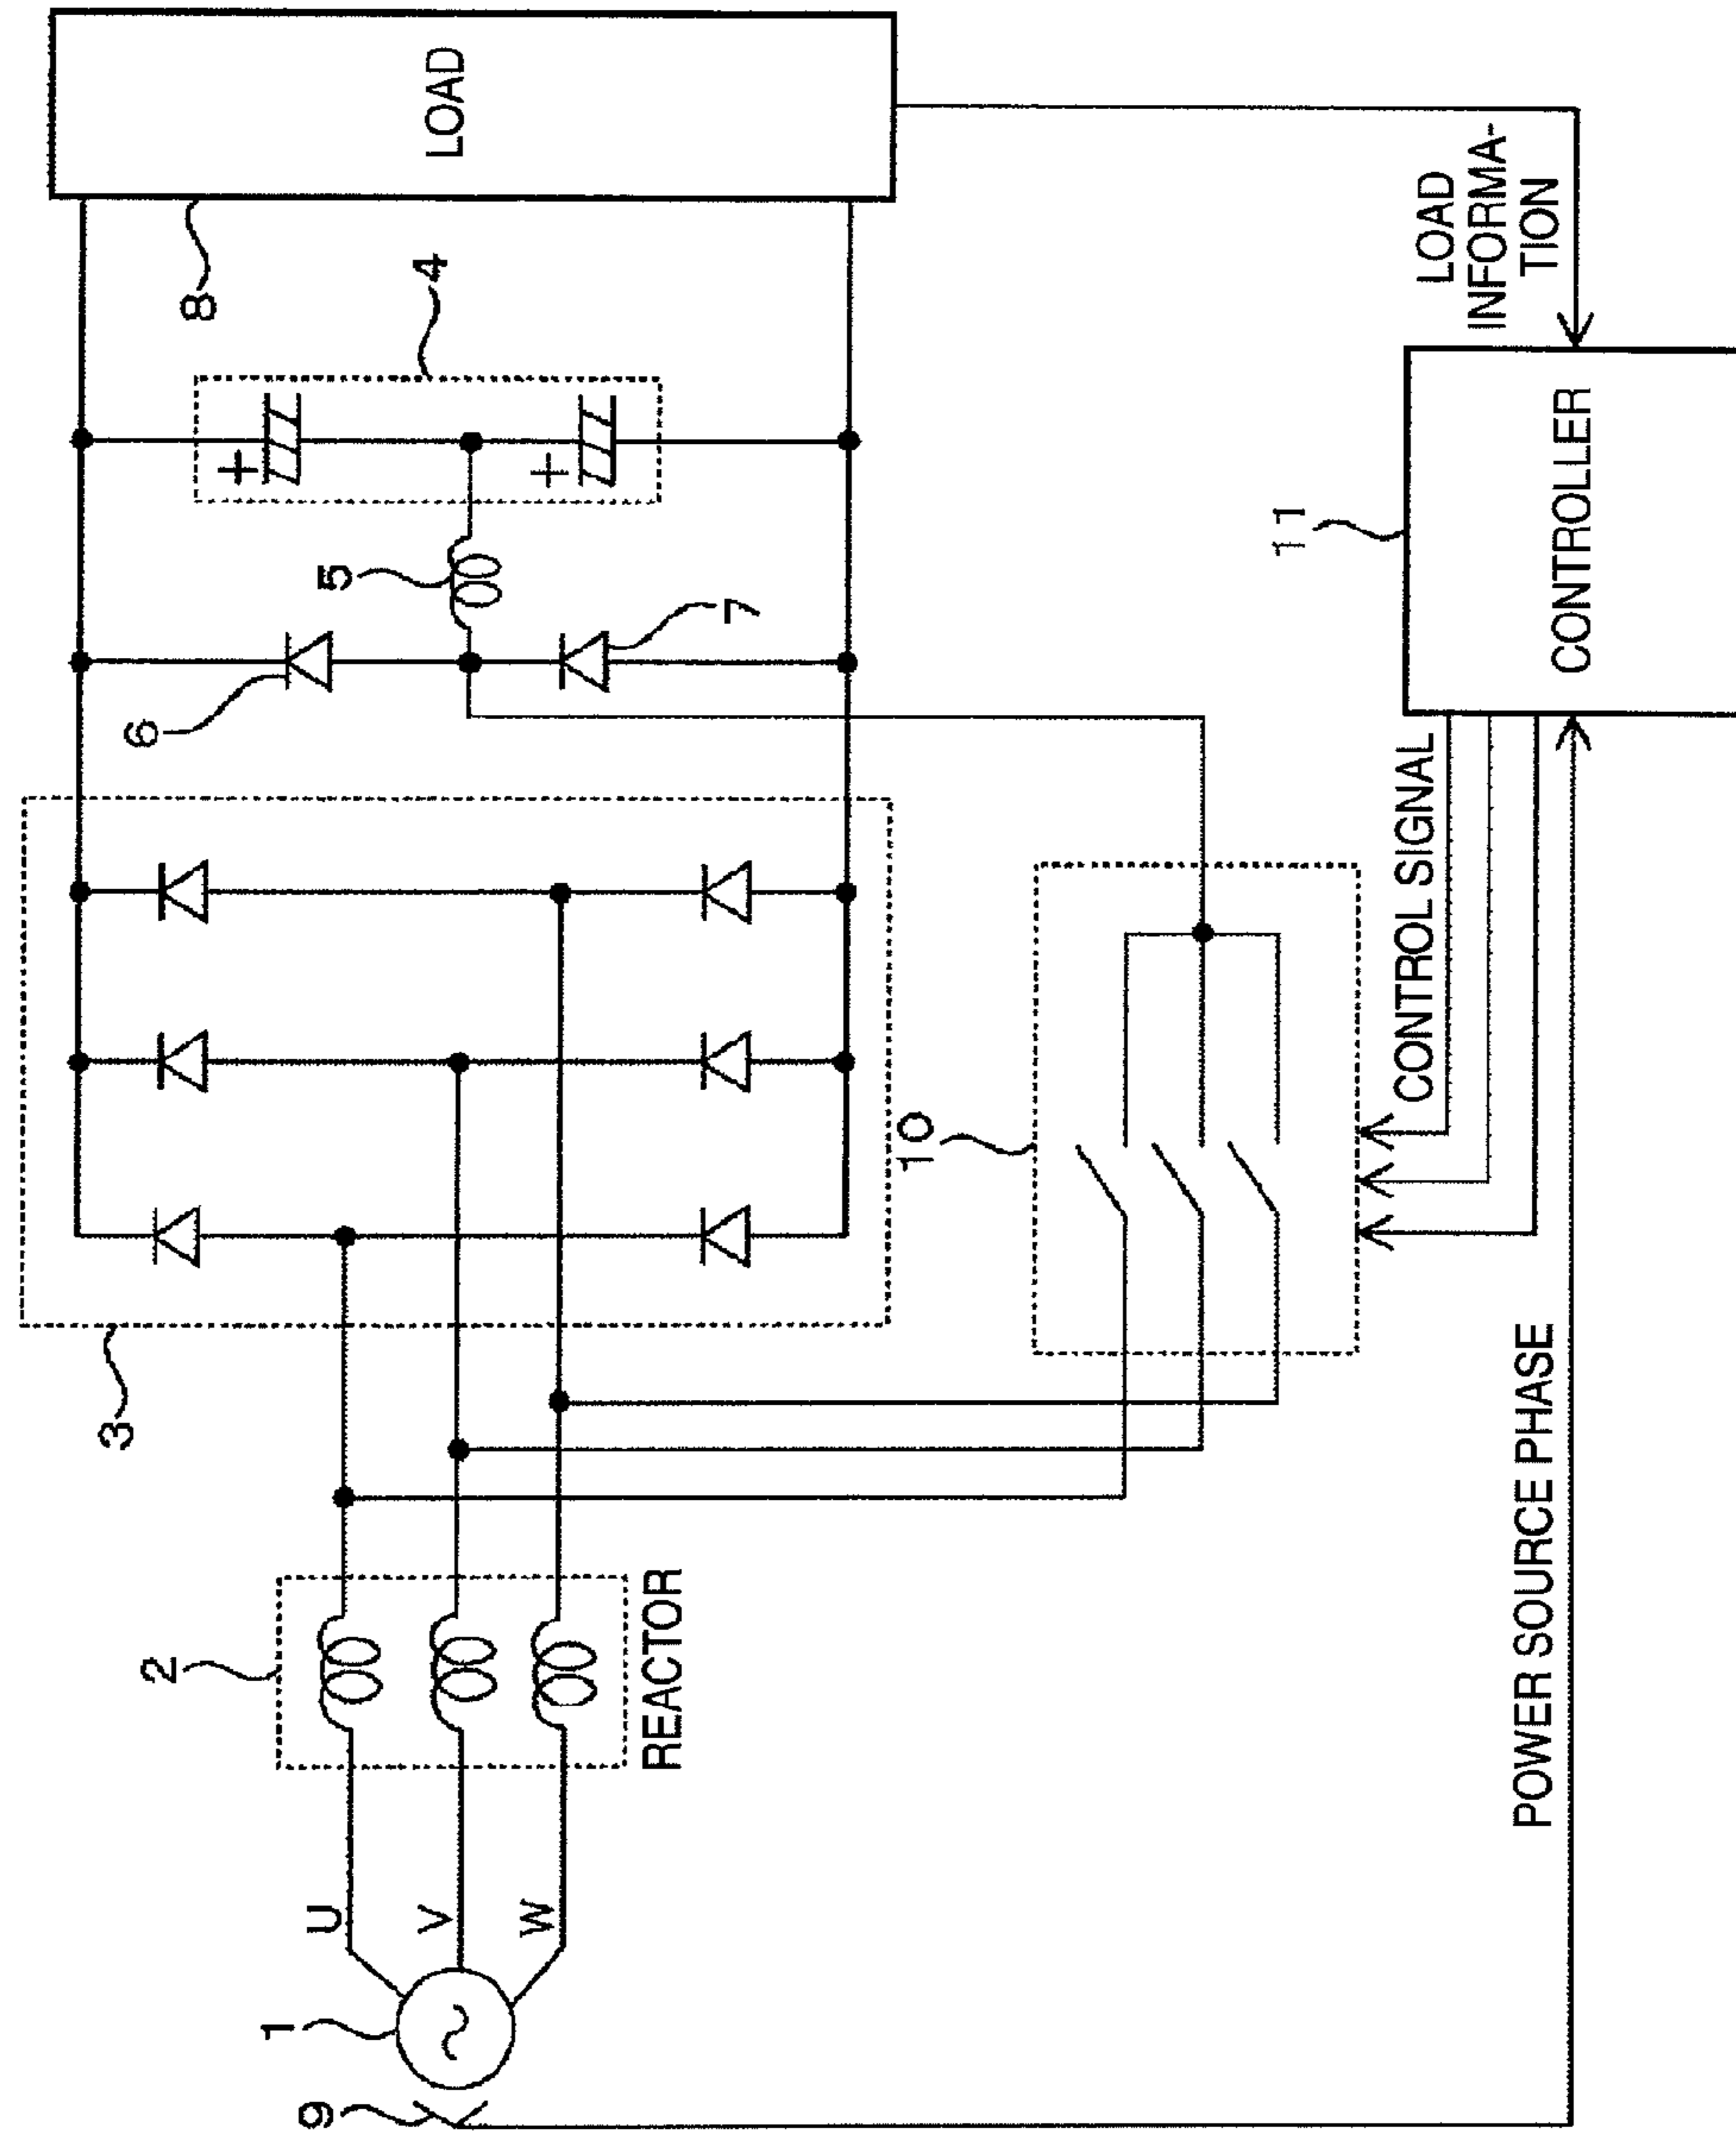 LOAD
8
4
5
6
7
3
2
REACTOR
U
V
W
1
9
10
11
CONTROLLER
LOAD
INFORMA-
TION
CONTROL SIGNAL
POWER SOURCE PHASE
+
+